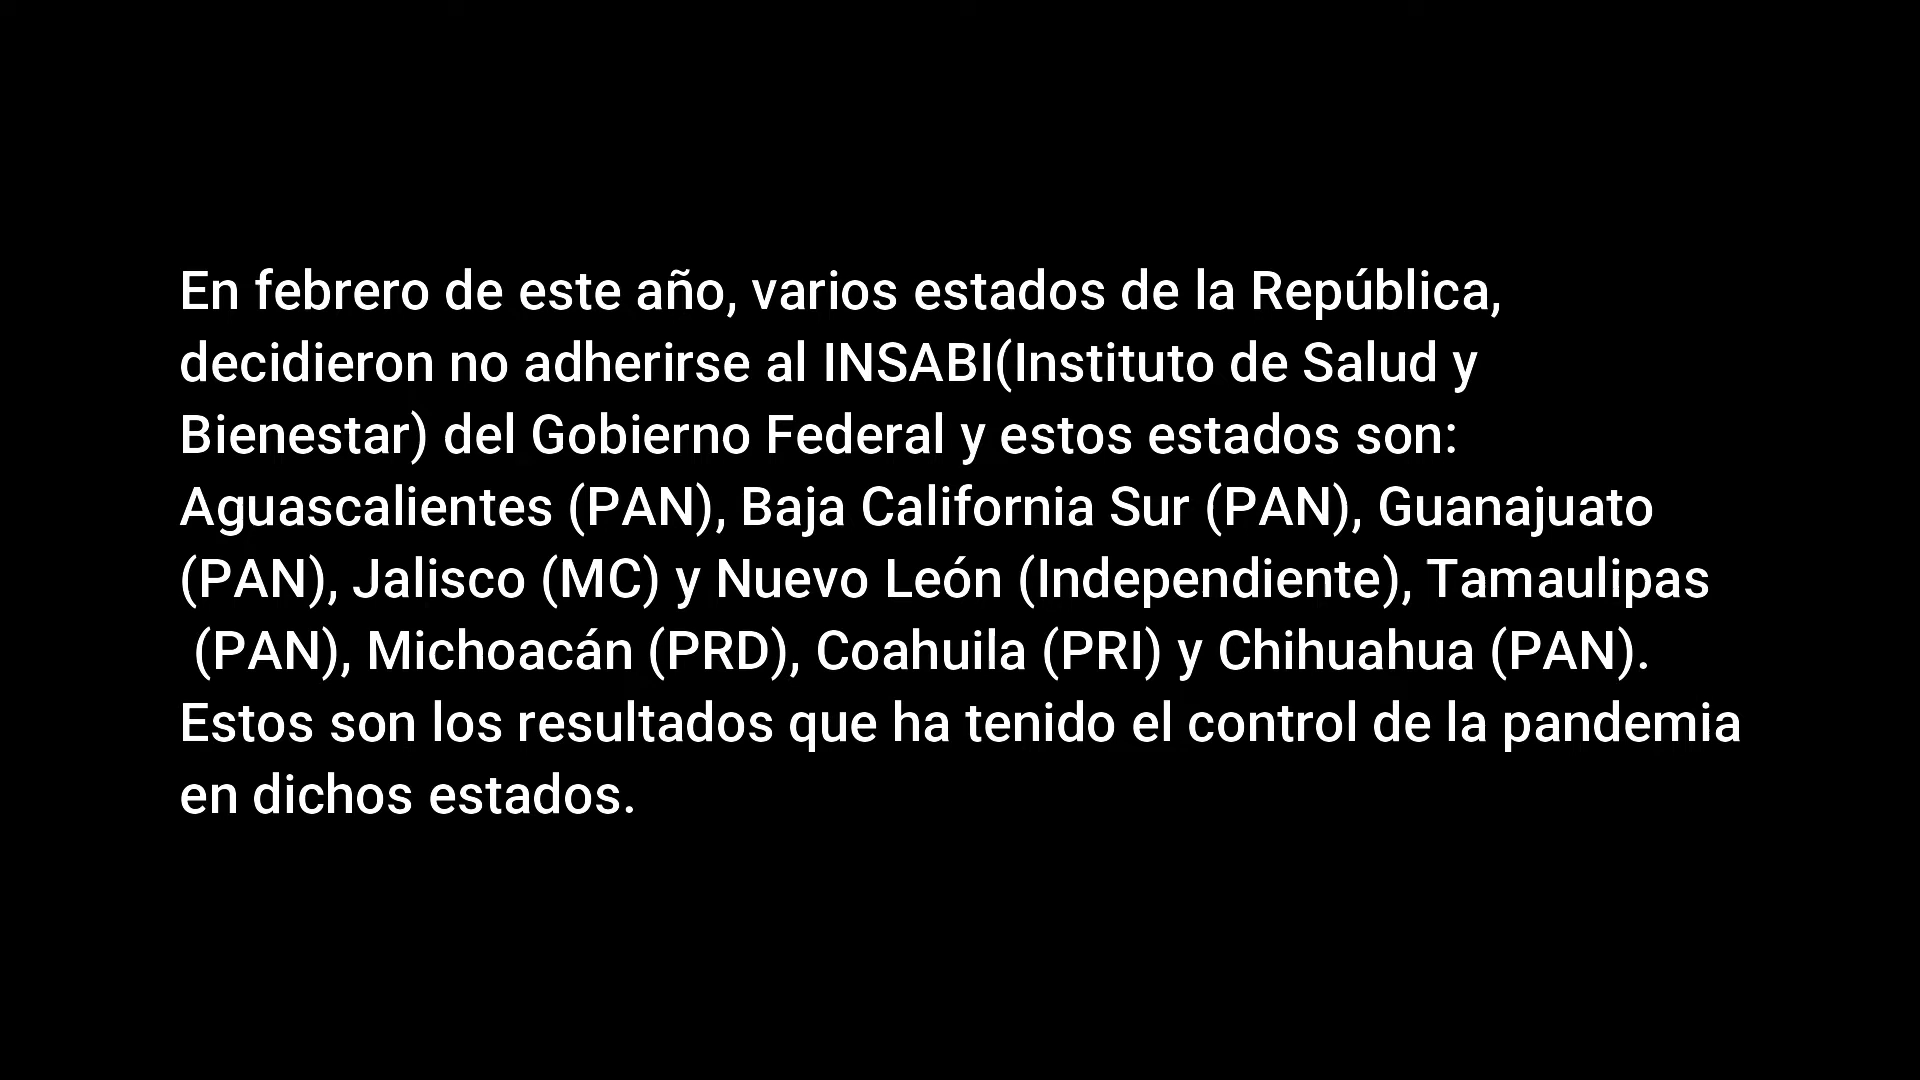 En febrero de este año, varios estados de la República,
decidieron no adherirse al INSABI(Instituto de Salud y
Bienestar) del Gobierno Federal y estos estados son:
Aguascalientes (PAN), Baja California Sur (PAN), Guanajuato
(PAN), Jalisco (MC) y Nuevo León (Independiente), Tamaulipas
(PAN), Michoacán (PRD), Coahuila (PRI) y Chihuahua (PAN).
Estos son los resultados que ha tenido el control de la pandemia
en dichos estados.